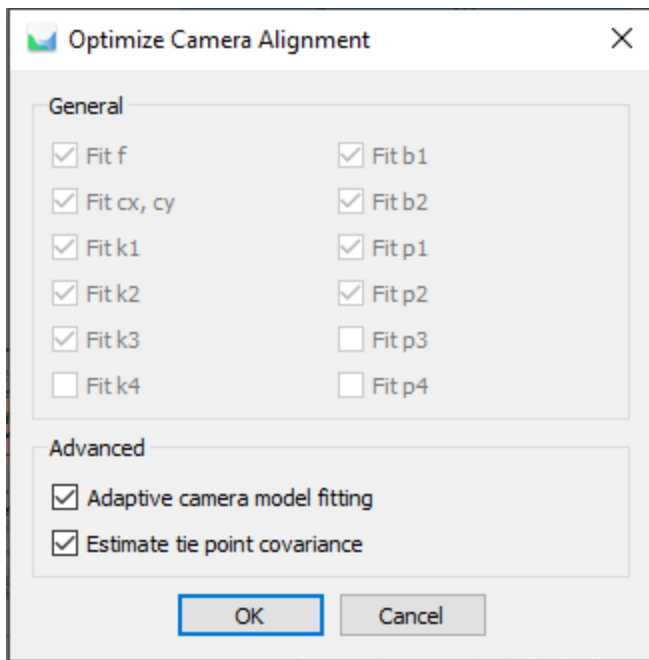 Optimize Camera Alignment
General
Fit f
Fit b1
Fit cx, cy
Fit b2
Fit k1
Fit p1
Fit k2
Fit p2
Fit k3
Fit p3
Fit k4
Fit p4
Advanced
Adaptive camera model fitting
Estimate tie point covariance
OK
Cancel